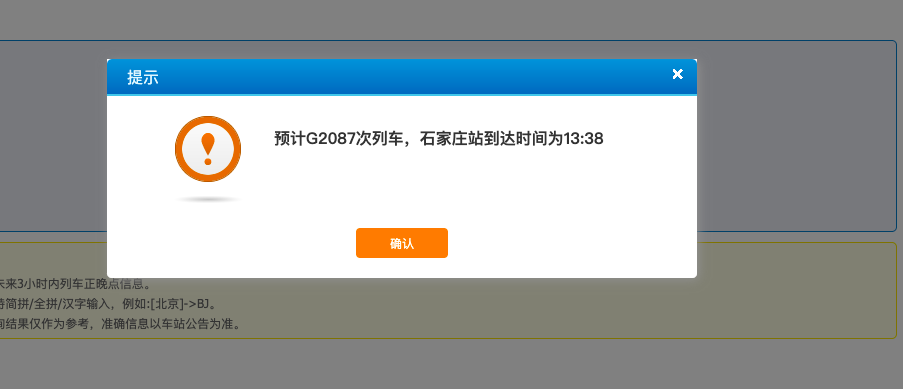 提示
预计G2087次列车，石家庄站到达时间为13:38
确认
未来3小时内列车正晚点信息。
持简拼/全拼/汉字输入，例如:[北京]->BJ。
询结果仅作为参考，准确信息以车站公告为准。